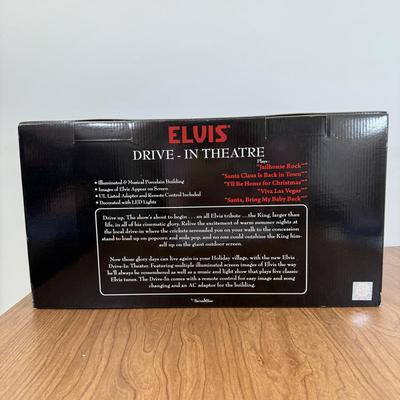 ELVIS®
DRIVE - IN THEATRE
Plays:
• Illuminated & Musical Porcelain Building
• Images of Elvis Appear on Screen
• UL Listed Adapter and Remote Control Included
• Decorated with LED Lights
"Jailhouse Rock"
"Santa Claus Is Back in Town"
"I'll Be Home for Christmas"
"Viva Las Vegas"
"Santa, Bring My Baby Back"
Drive up. The show's about to begin . . . an all Elvis tribute ...the King, larger than
life, in all of his cinematic glory. Relive the excitement of warm summer nights at
the local drive-in where the crickets serenaded you on your walk to the concession
stand to load up on popcorn and soda pop, and no one could outshine the King him-
self up on the giant outdoor screen.
Now those glory days can live again in your Holiday village, with the new Elvis
Drive-In Theater. Featuring multiple illuminated screen images of Elvis the way
he'll always be remembered as well as a music and light show that plays five classic
Elvis tunes. The Drive-In comes with a remote control for easy image and song
changing and an AC adaptor for the building.